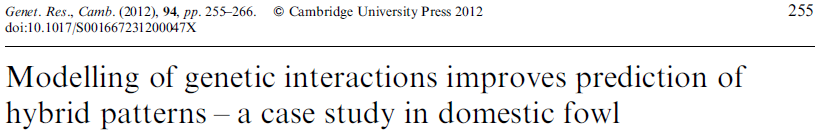 Genet. Res., Camb. (2012), 94, pp. 255–266. © Cambridge University Press 2012 255
doi:10.1017/S001667231200047X
Modelling of genetic interactions improves prediction of
hybrid patterns – a case study in domestic fowl